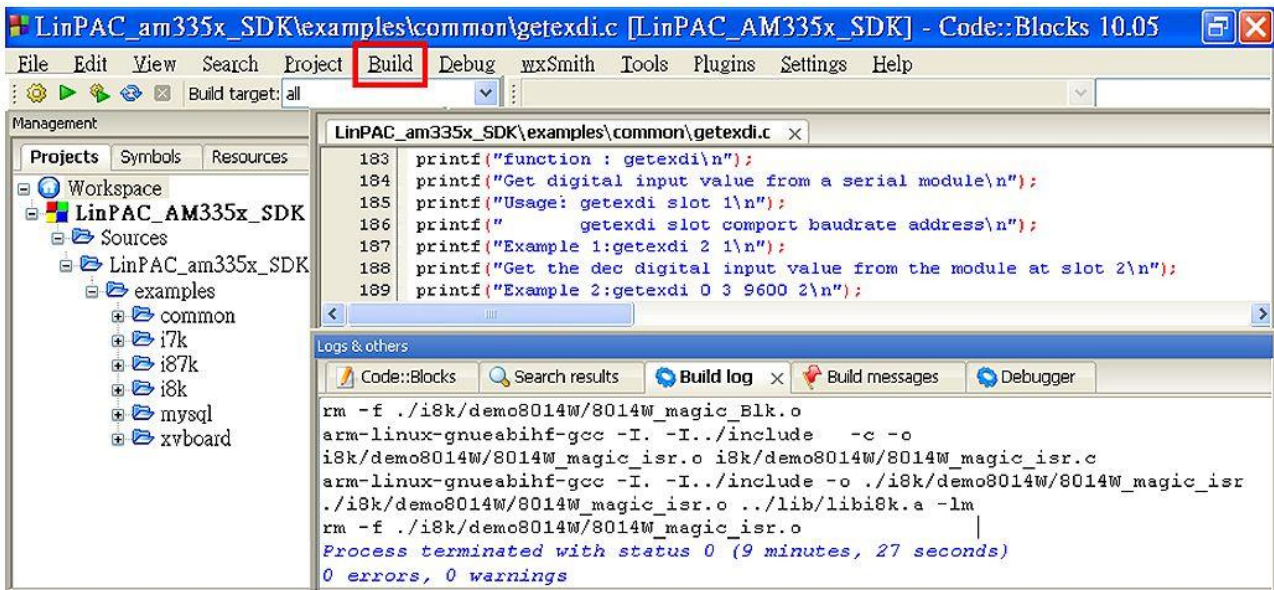 LinPAC_am335x_SDK\examples\common\getexdi.c [LinPAC_AM335x_SDK] - Code::Blocks 10.05
File Edit View Search Project Build Debug wxSmith Tools Plugins Settings Help
Build target: all
Management
Projects Symbols Resources
Workspace
LinPAC_AM335x_SDK
Sources
LinPAC_am335x_SDK
examples
common
i7k
i87k
i8k
mysql
xvboard
LinPAC_am335x_SDK\examples\common\getexdi.c
183 printf("function : getexdi\n");
184 printf("Get digital input value from a serial module\n");
185 printf("Usage: getexdi slot 1\n");
186 printf("       getexdi slot comport baudrate address\n");
187 printf("Example 1:getexdi 2 1\n");
188 printf("Get the dec digital input value from the module at slot 2\n");
189 printf("Example 2:getexdi 0 3 9600 2\n");
Logs & others
Code::Blocks Search results Build log Build messages Debugger
rm -f ./i8k/demo8014W/8014W_magic_Blk.o
arm-linux-gnueabihf-gcc -I. -I../include   -c -o
i8k/demo8014W/8014W_magic_isr.o i8k/demo8014W/8014W_magic_isr.c
arm-linux-gnueabihf-gcc -I. -I../include -o ./i8k/demo8014W/8014W_magic_isr
./i8k/demo8014W/8014W_magic_isr.o ../lib/libi8k.a -lm
rm -f ./i8k/demo8014W/8014W_magic_isr.o
Process terminated with status 0 (9 minutes, 27 seconds)
0 errors, 0 warnings